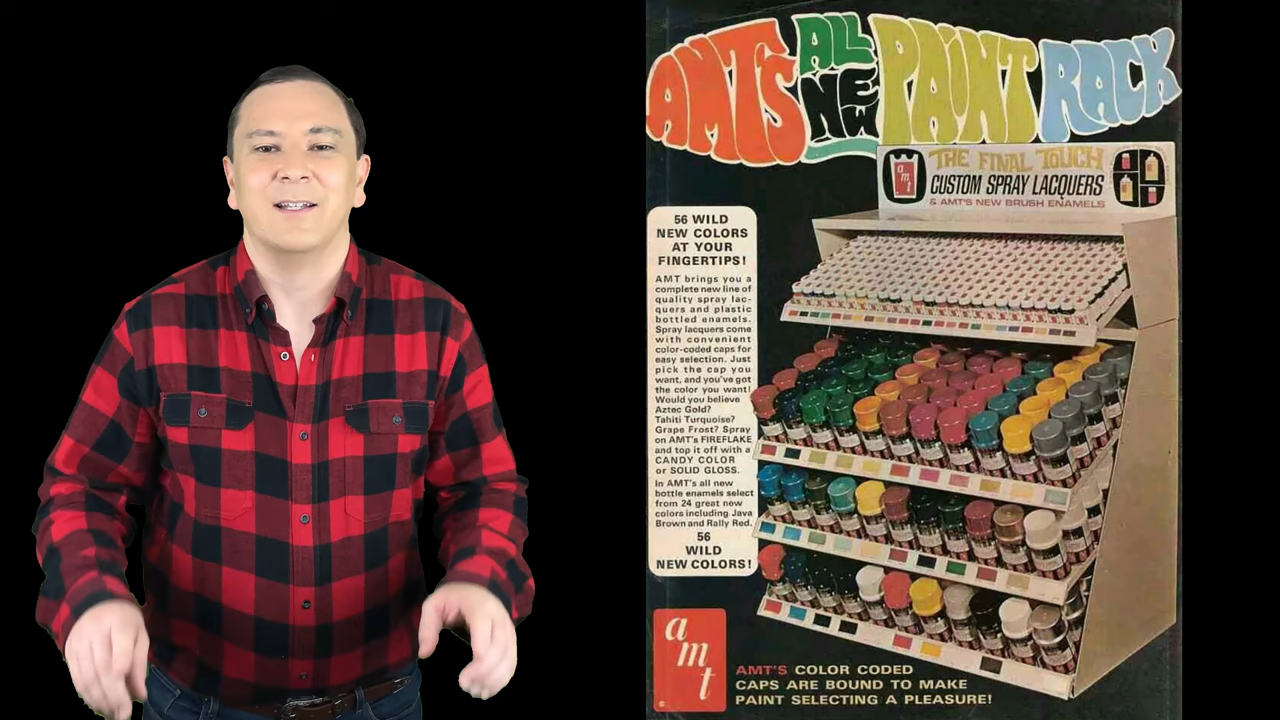 AMT'S ALL NEW PAINT RACK
amt
THE FINAL TOUCH
CUSTOM SPRAY LACQUERS
& AMT'S NEW BRUSH ENAMELS
56 WILD
NEW COLORS
AT YOUR
FINGERTIPS!
AMT brings you a
complete new line of
quality spray lac-
quers and plastic
bottled enamels.
Spray lacquers come
with convenient
color-coded caps for
easy selection. Just
pick the cap you
want, and you've got
the color you want!
Would you believe
Aztec Gold?
Tahiti Turquoise?
Grape Frost? Spray
on AMT's FIREFLAKE
and top it off with a
CANDY COLOR
or SOLID GLOSS.
In AMT's all new
bottle enamels select
from 24 great new
colors including Java
Brown and Rally Red.
56
WILD
NEW COLORS!
amt
AMT'S COLOR CODED
CAPS ARE BOUND TO MAKE
PAINT SELECTING A PLEASURE!